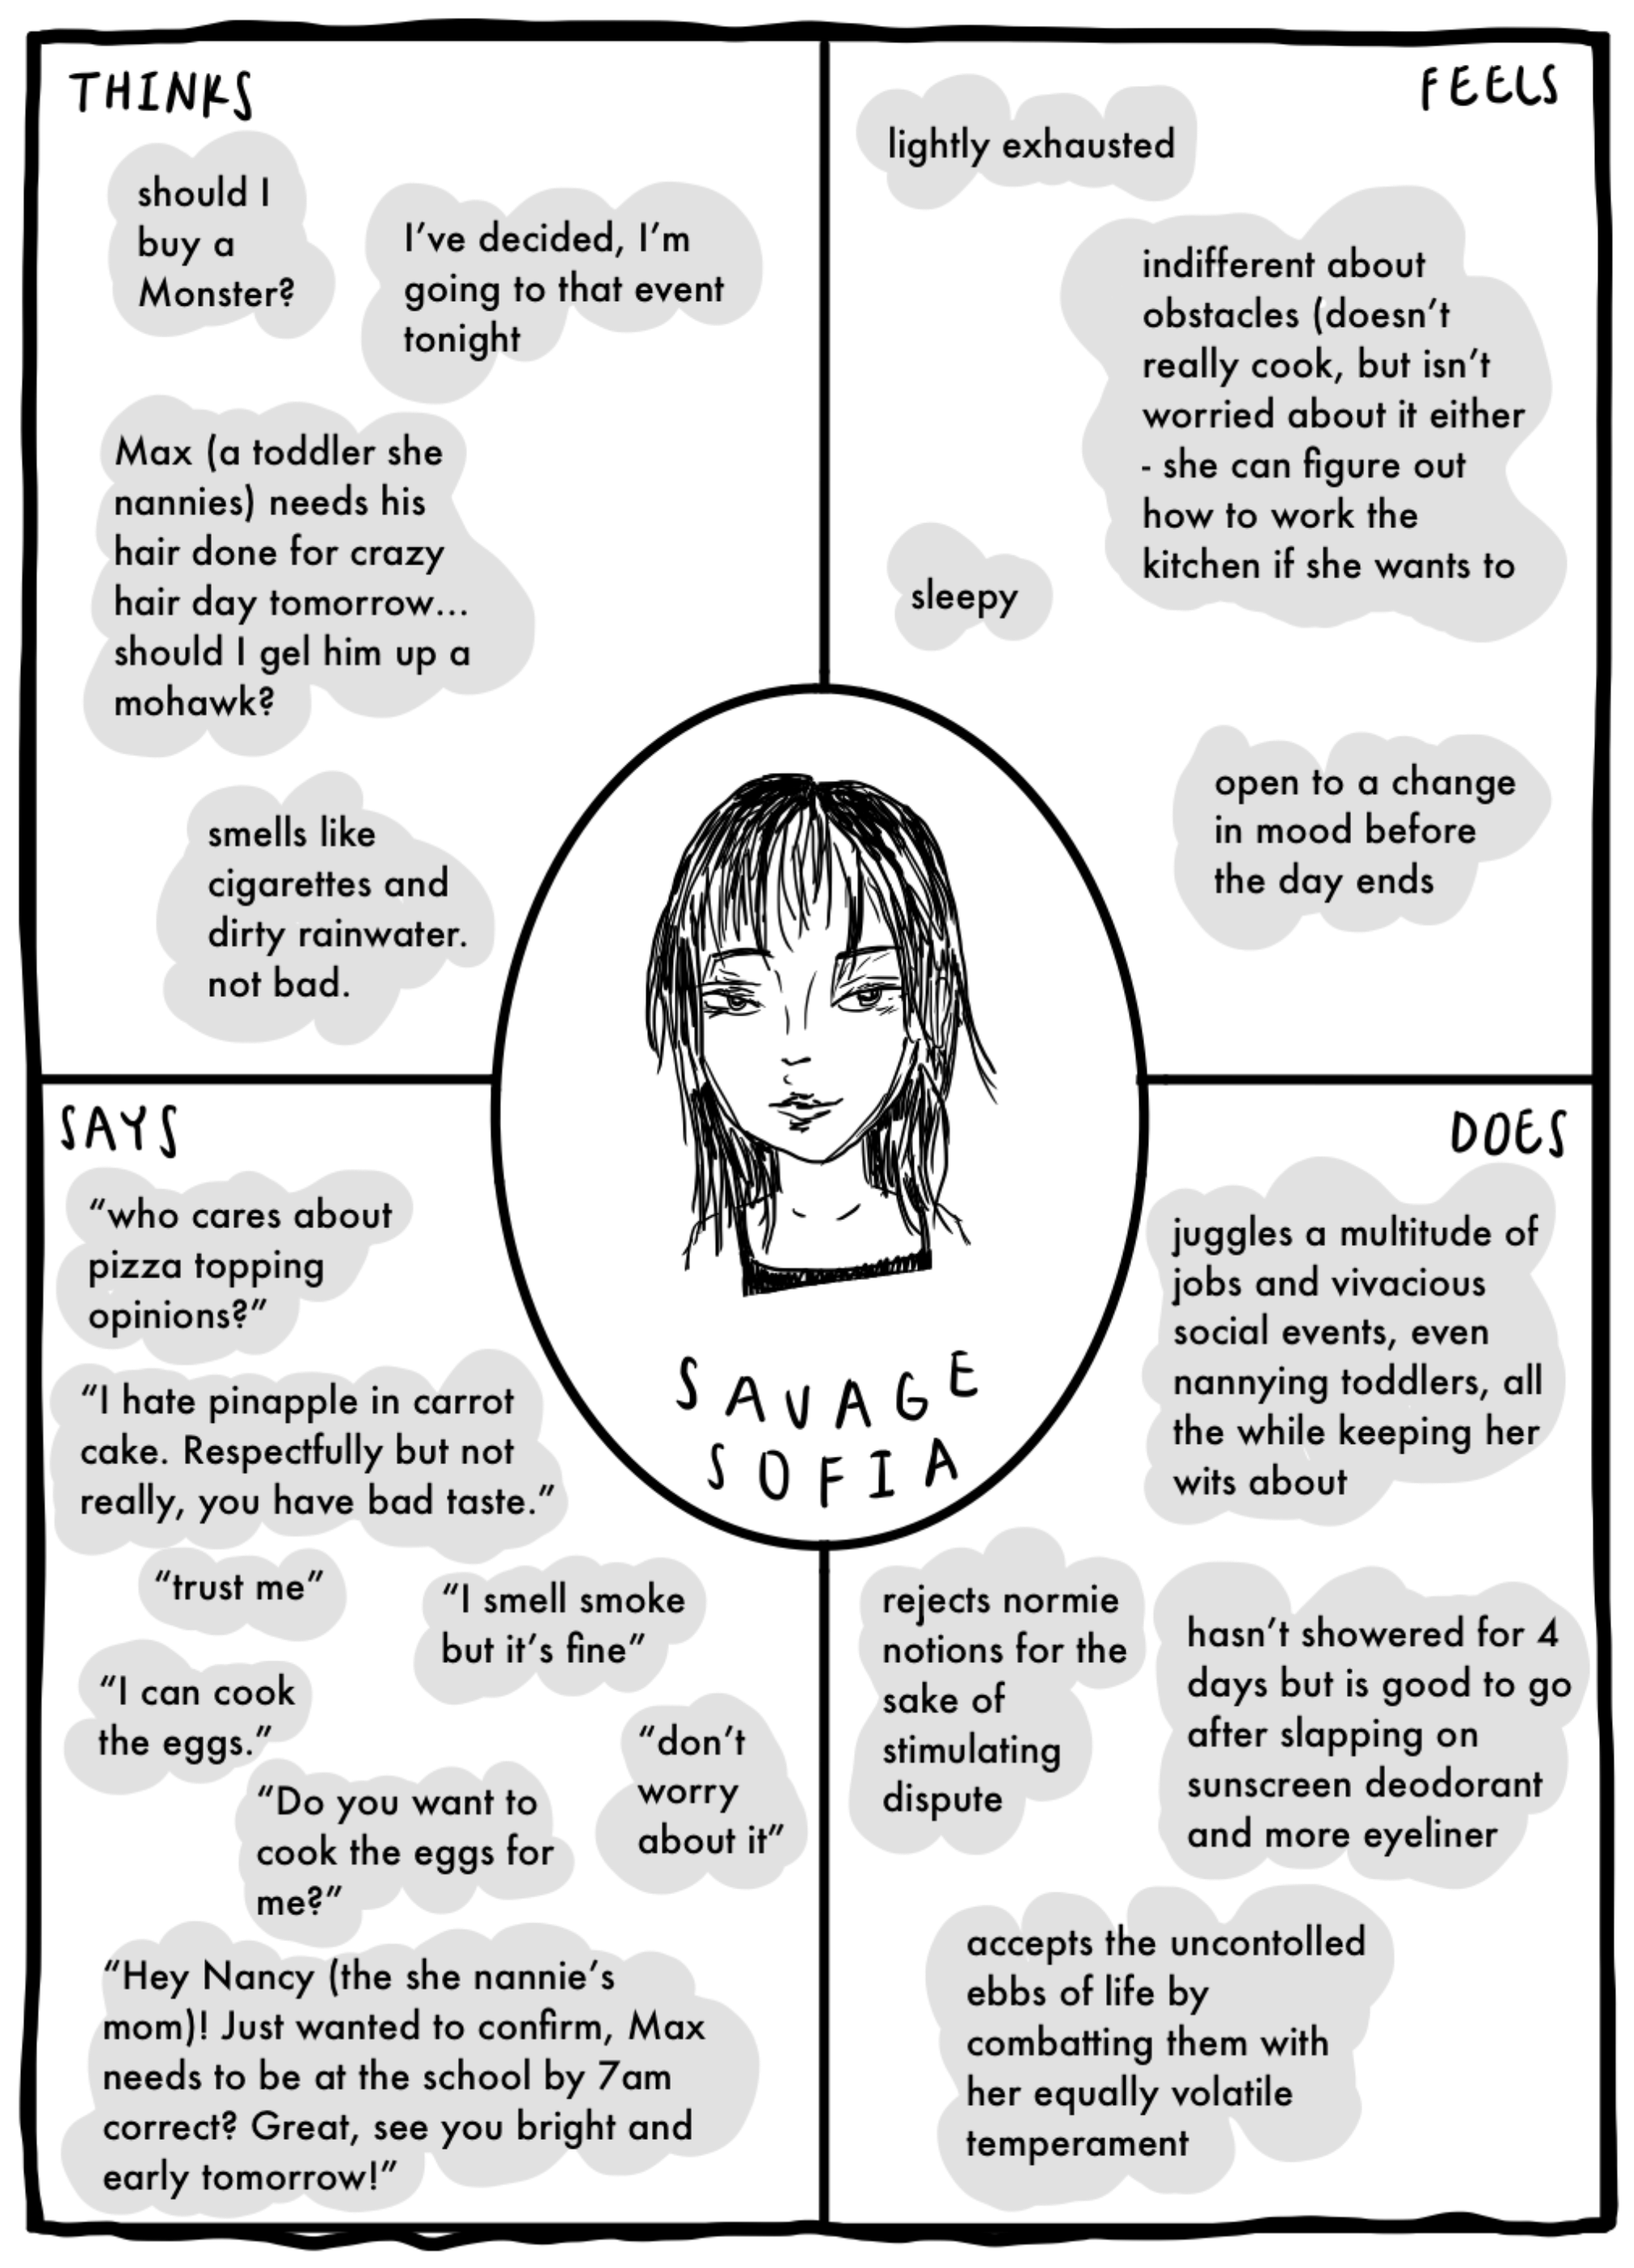 THINKS
should I
buy a
Monster?
I've decided, I'm
going to that event
tonight
Max (a toddler she
nannies) needs his
hair done for crazy
hair day tomorrow...
should I gel him up a
mohawk?
smells like
cigarettes and
dirty rainwater.
not bad.
FEELS
lightly exhausted
indifferent about
obstacles (doesn't
really cook, but isn't
worried about it either
- she can figure out
how to work the
kitchen if she wants to
sleepy
open to a change
in mood before
the day ends
SAVAGE
SOFIA
SAYS
“who cares about
pizza topping
opinions?”
“I hate pinapple in carrot
cake. Respectfully but not
really, you have bad taste.”
“trust me”
“I smell smoke
but it's fine”
“I can cook
the eggs.”
“don't
worry
about it”
“Do you want to
cook the eggs for
me?”
“Hey Nancy (the she nannie's
mom)! Just wanted to confirm, Max
needs to be at the school by 7am
correct? Great, see you bright and
early tomorrow!”
DOES
juggles a multitude of
jobs and vivacious
social events, even
nannying toddlers, all
the while keeping her
wits about
rejects normie
notions for the
sake of
stimulating
dispute
hasn't showered for 4
days but is good to go
after slapping on
sunscreen deodorant
and more eyeliner
accepts the uncontolled
ebbs of life by
combatting them with
her equally volatile
temperament